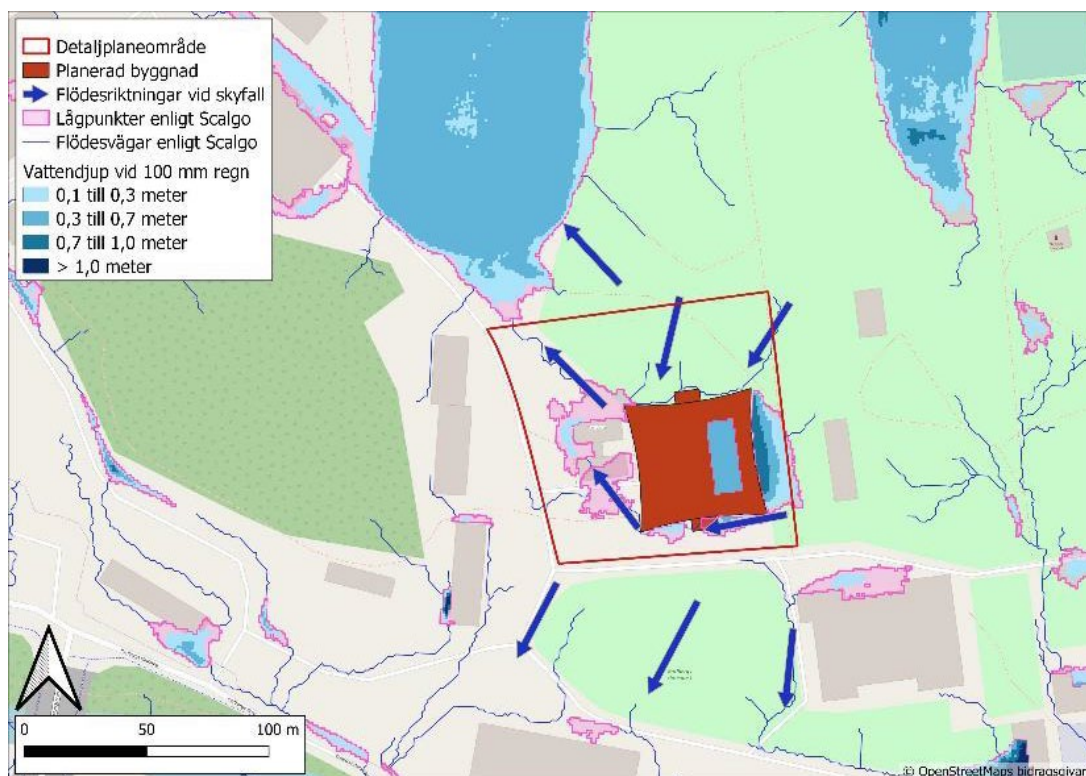 Detaljplaneområde
Planerad byggnad
Flödesriktningar vid skyfall
Lågpunkter enligt Scalgo
Flödesvägar enligt Scalgo
Vattendjup vid 100 mm regn
0,1 till 0,3 meter
0,3 till 0,7 meter
0,7 till 1,0 meter
> 1,0 meter
0 50 100 m
© OpenStreetMaps bidragsgivar